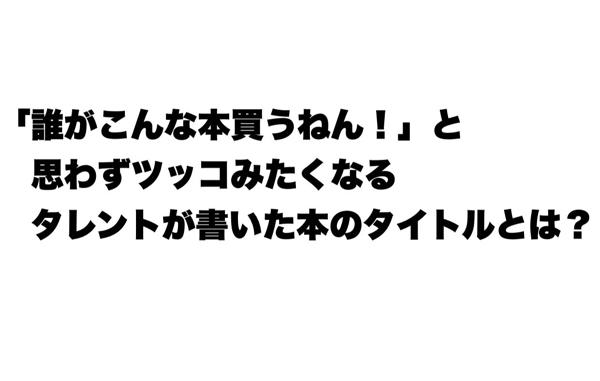 「誰がこんな本買うねん！」と
思わずツッコみたくなる
タレントが書いた本のタイトルとは？